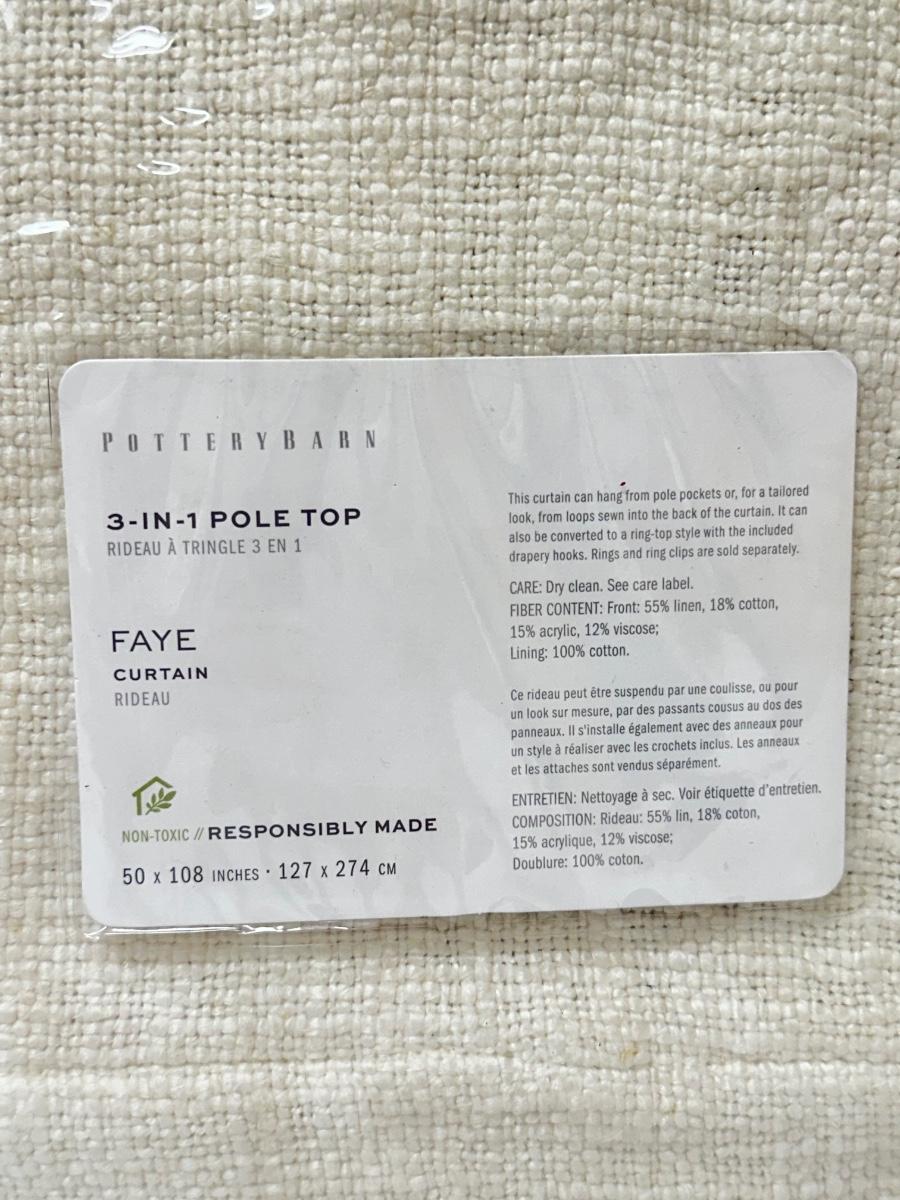 POTTERYBARN
3-IN-1 POLE TOP
RIDEAU À TRINGLE 3 EN 1
FAYE
CURTAIN
RIDEAU
NON-TOXIC // RESPONSIBLY MADE
50 x 108 INCHES · 127 x 274 CM
This curtain can hang from pole pockets or, for a tailored
look, from loops sewn into the back of the curtain. It can
also be converted to a ring-top style with the included
drapery hooks. Rings and ring clips are sold separately.
CARE: Dry clean. See care label.
FIBER CONTENT: Front: 55% linen, 18% cotton,
15% acrylic, 12% viscose;
Lining: 100% cotton.
Ce rideau peut être suspendu par une coulisse, ou pour
un look sur mesure, par des passants cousus au dos des
panneaux. Il s'installe également avec des anneaux pour
un style à réaliser avec les crochets inclus. Les anneaux
et les attaches sont vendus séparément.
ENTRETIEN: Nettoyage à sec. Voir étiquette d'entretien.
COMPOSITION: Rideau: 55% lin, 18% coton,
15% acrylique, 12% viscose;
Doublure: 100% coton.